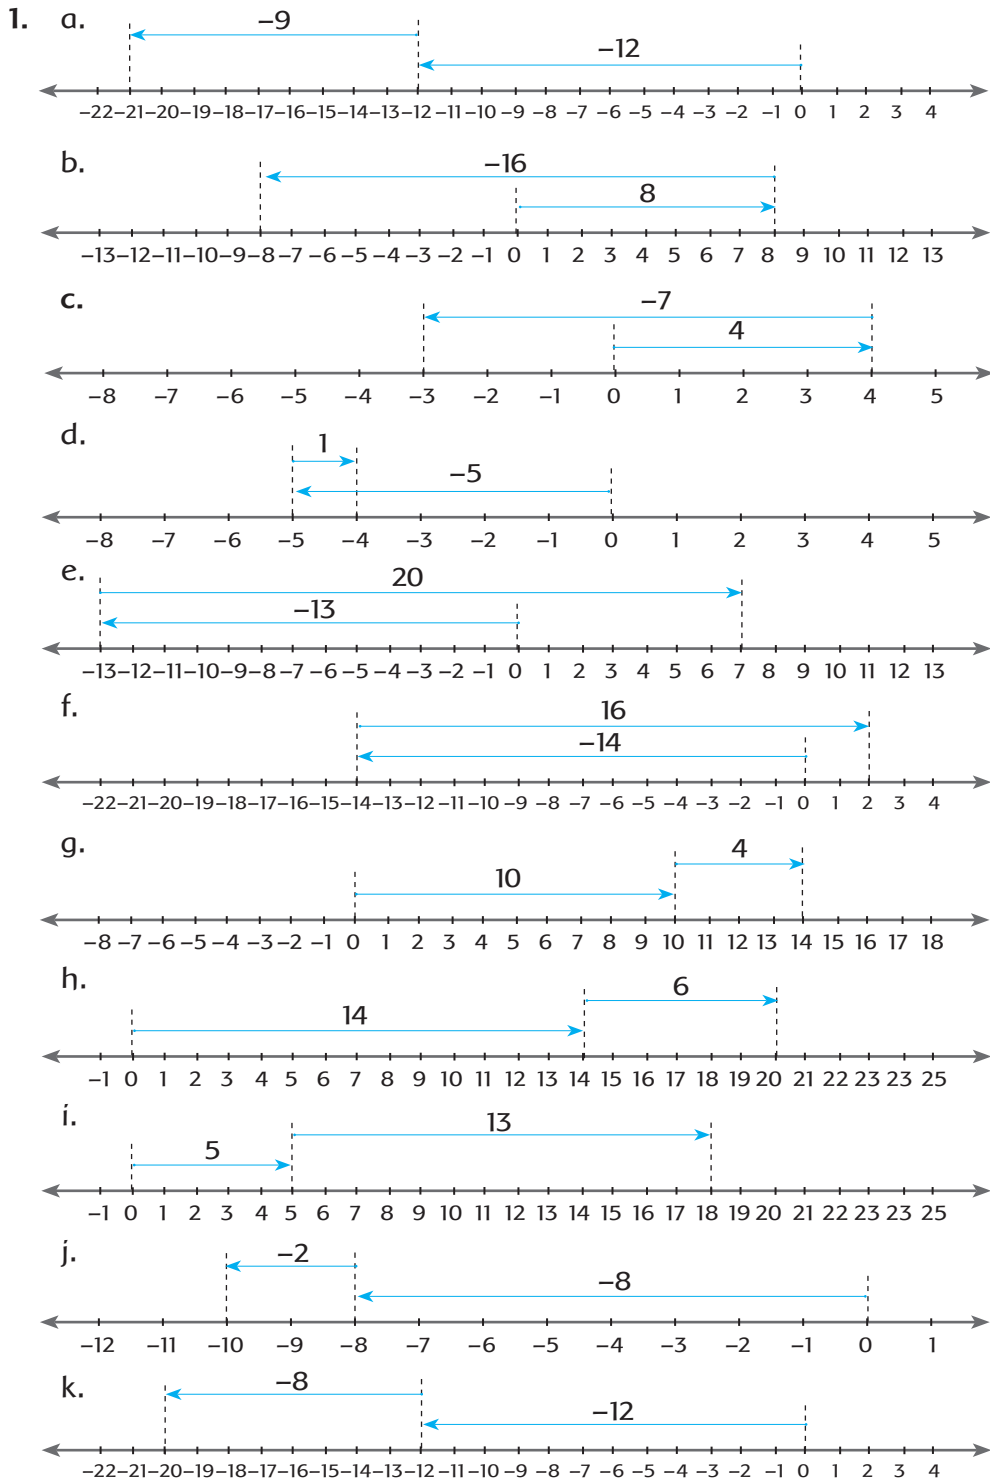 1. a.
–9
–12
–22 –21 –20 –19 –18 –17 –16 –15 –14 –13 –12 –11 –10 –9 –8 –7 –6 –5 –4 –3 –2 –1 0 1 2 3 4
b.
–16
8
–13 –12 –11 –10 –9 –8 –7 –6 –5 –4 –3 –2 –1 0 1 2 3 4 5 6 7 8 9 10 11 12 13
c.
–7
4
–8 –7 –6 –5 –4 –3 –2 –1 0 1 2 3 4 5
d.
1
–5
–8 –7 –6 –5 –4 –3 –2 –1 0 1 2 3 4 5
e.
20
–13
–13 –12 –11 –10 –9 –8 –7 –6 –5 –4 –3 –2 –1 0 1 2 3 4 5 6 7 8 9 10 11 12 13
f.
16
–14
–22 –21 –20 –19 –18 –17 –16 –15 –14 –13 –12 –11 –10 –9 –8 –7 –6 –5 –4 –3 –2 –1 0 1 2 3 4
g.
4
10
–8 –7 –6 –5 –4 –3 –2 –1 0 1 2 3 4 5 6 7 8 9 10 11 12 13 14 15 16 17 18
h.
6
14
–1 0 1 2 3 4 5 6 7 8 9 10 11 12 13 14 15 16 17 18 19 20 21 22 23 23 25
i.
13
5
–1 0 1 2 3 4 5 6 7 8 9 10 11 12 13 14 15 16 17 18 19 20 21 22 23 23 25
j.
–2
–8
–12 –11 –10 –9 –8 –7 –6 –5 –4 –3 –2 –1 0 1
k.
–8
–12
–22 –21 –20 –19 –18 –17 –16 –15 –14 –13 –12 –11 –10 –9 –8 –7 –6 –5 –4 –3 –2 –1 0 1 2 3 4